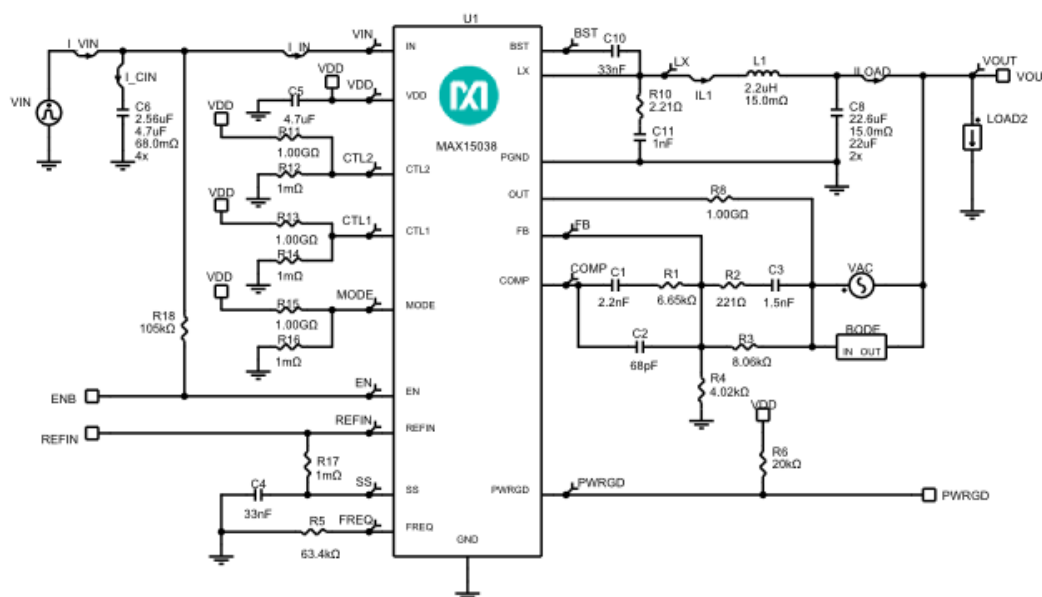 U1
I_VIN
I_IN
VIN
IN
BST
BST
C10
33nF
LX
LX
IL1
L1
2.2uH
15.0mΩ
ILOAD
VOUT
VOU
I_CIN
VIN
C6
2.56uF
4.7uF
68.0mΩ
4x
VDD
VDD
VDD
C5
4.7uF
MAX15038
R10
2.21Ω
C11
1nF
C8
22.6uF
15.0mΩ
22uF
2x
LOAD2
VDD
R11
1.00GΩ
R12
1mΩ
CTL2
CTL2
PGND
VDD
R13
1.00GΩ
R14
1mΩ
CTL1
CTL1
OUT
R8
1.00GΩ
FB
FB
VDD
R15
1.00GΩ
R16
1mΩ
MODE
MODE
COMP
COMP
C1
2.2nF
R1
6.65kΩ
R2
221Ω
C3
1.5nF
VAC
C2
68pF
R3
8.06kΩ
BODE
IN OUT
R4
4.02kΩ
R18
105kΩ
ENB
EN
EN
REFIN
REFIN
REFIN
R17
1mΩ
C4
33nF
SS
SS
R5
63.4kΩ
FREQ
FREQ
GND
VDD
R6
20kΩ
PWRGD
PWRGD
PWRGD